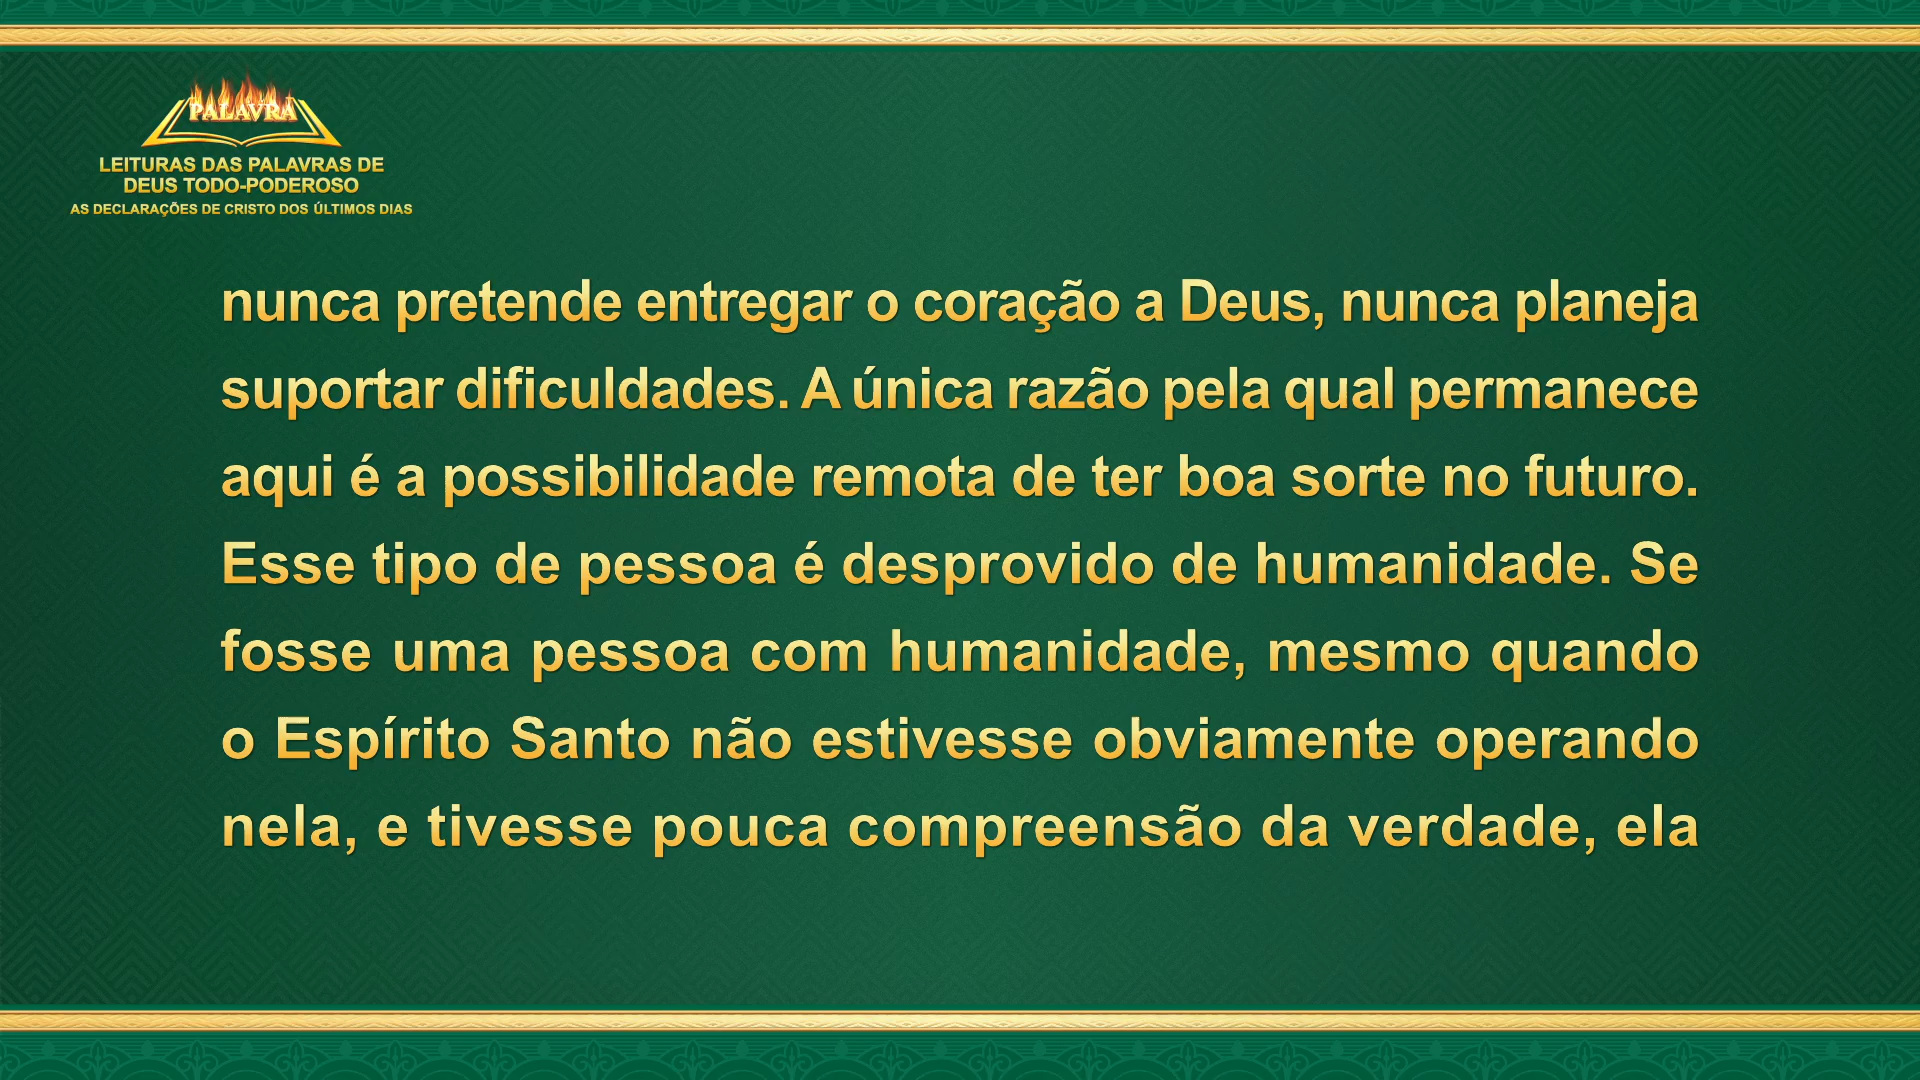 PALAVRA
LEITURAS DAS PALAVRAS DE
DEUS TODO-PODEROSO
AS DECLARAÇÕES DE CRISTO DOS ÚLTIMOS DIAS
nunca pretende entregar o coração a Deus, nunca planeja
suportar dificuldades. A única razão pela qual permanece
aqui é a possibilidade remota de ter boa sorte no futuro.
Esse tipo de pessoa é desprovido de humanidade. Se
fosse uma pessoa com humanidade, mesmo quando
o Espírito Santo não estivesse obviamente operando
nela, e tivesse pouca compreensão da verdade, ela